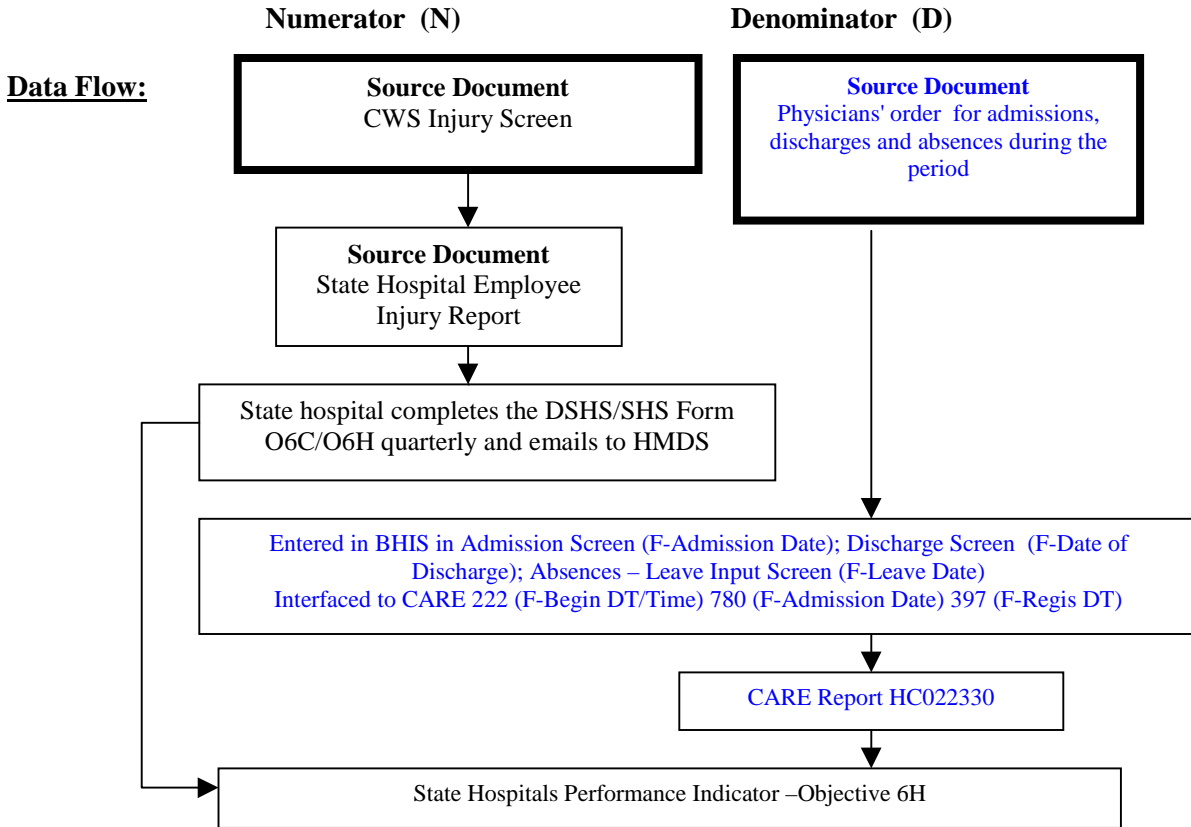 Numerator (N)
Denominator (D)
Data Flow:
Source Document
CWS Injury Screen
Source Document
Physicians' order for admissions,
discharges and absences during the
period
Source Document
State Hospital Employee
Injury Report
State hospital completes the DSHS/SHS Form
O6C/O6H quarterly and emails to HMDS
Entered in BHIS in Admission Screen (F-Admission Date); Discharge Screen (F-Date of
Discharge); Absences – Leave Input Screen (F-Leave Date)
Interfaced to CARE 222 (F-Begin DT/Time) 780 (F-Admission Date) 397 (F-Regis DT)
CARE Report HC022330
State Hospitals Performance Indicator –Objective 6H